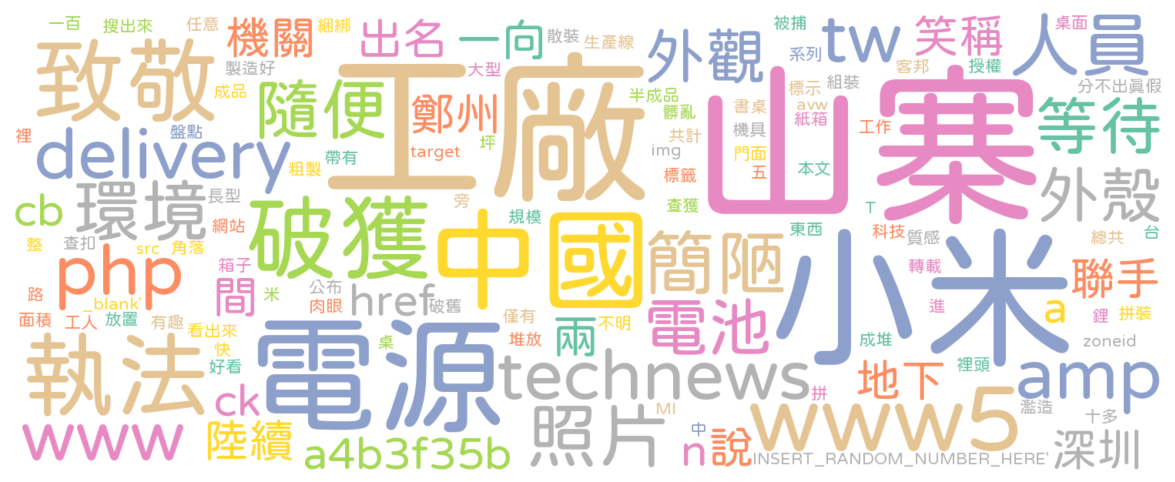 一百 搜出來 任意 綑綁
致敬 機關 出名 一向 散裝 生產線 外觀 被捕 系列 tw 笑稱 人員 桌面
製造好 成品 隨便 工廠 大型 半成品 山寨 客邦 授權 分不出真假
裡 盤點 帶有 鄭州 target 坪 髒亂 書桌 標示 avw 組裝 紙箱 機具 工作 等待
delivery 粗製 共計 img 門面 五 本文
環境 長型 破獲 旁 標籤 外殼
cb 網站 規模 查獲 T 台
整 查扣 src 角落 箱子 中國 簡陋 東西 小米 科技 質感 總共
php _blank' 間 米 公布 肉眼 href 破舊 轉載 聯手
路 面積 工人 放置 有趣 電源 僅有 不明 電池 進 a 鋰 拼裝
執法 看出來 快 好看 桌 堆放 兩 成堆 裡頭 zoneid
ck technews 拼 地下 amp
www 陸續 a4b3f35b 照片 MI 中 www5 濫造 十多
n 說 INSERT_RANDOM_NUMBER_HERE' 深圳